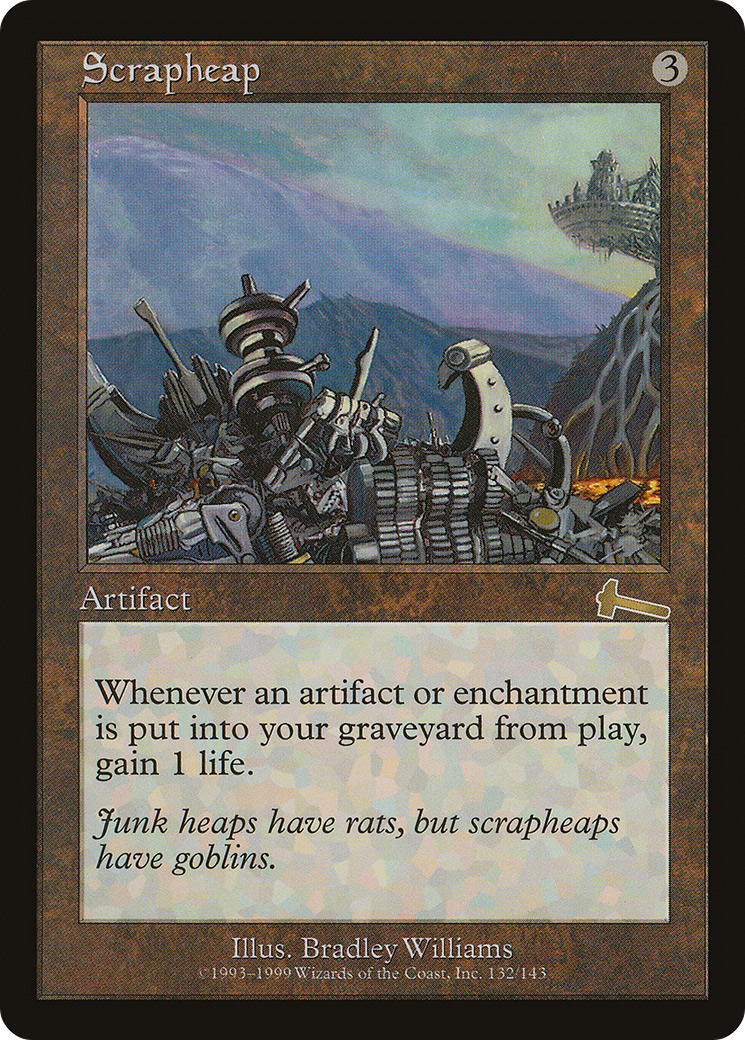 Scrapheap 3
Artifact
Whenever an artifact or enchantment
is put into your graveyard from play,
gain 1 life.
Junk heaps have rats, but scrapheaps
have goblins.
Illus. Bradley Williams
©1993–1999 Wizards of the Coast, Inc. 132/143